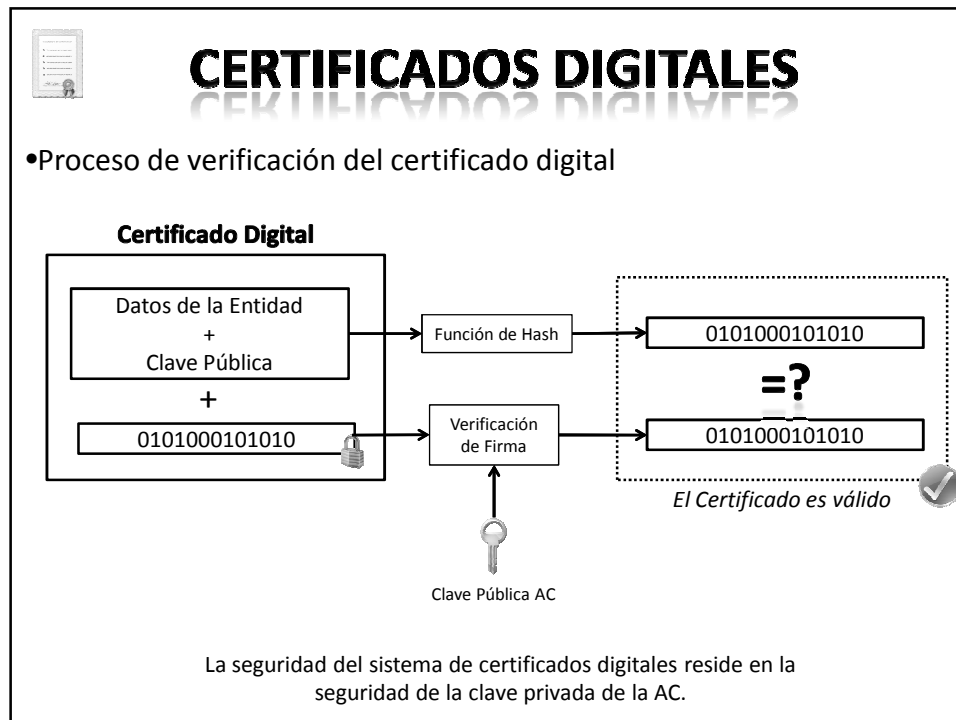 CERTIFICADOS DIGITALES
•Proceso de verificación del certificado digital
Certificado Digital
Datos de la Entidad
+
Clave Pública
+
0101000101010
Función de Hash
Verificación
de Firma
Clave Pública AC
0101000101010
=?
0101000101010
El Certificado es válido
La seguridad del sistema de certificados digitales reside en la
seguridad de la clave privada de la AC.